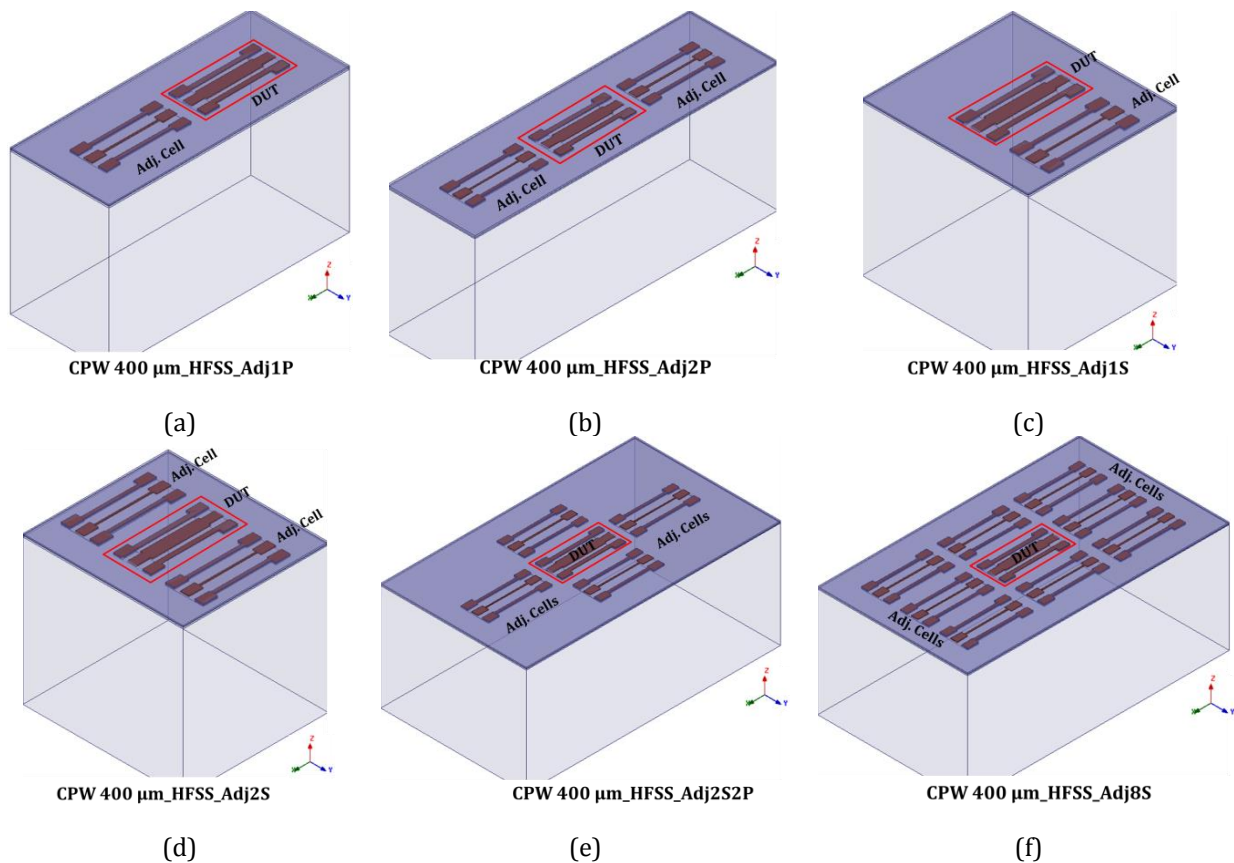 DUT
Adj. Cell
Z
X
Y
CPW 400 μm_HFSS_Adj1P
(a)
Adj. Cell
DUT
Adj. Cell
Z
X
Y
CPW 400 μm_HFSS_Adj2P
(b)
DUT
Adj. Cell
Z
X
Y
CPW 400 μm_HFSS_Adj1S
(c)
Adj. Cell
DUT
Adj. Cell
Z
X
Y
CPW 400 μm_HFSS_Adj2S
(d)
DUT
Adj. Cells
Adj. Cells
Z
X
Y
CPW 400 μm_HFSS_Adj2S2P
(e)
Adj. Cells
DUT
Adj. Cells
Z
X
Y
CPW 400 μm_HFSS_Adj8S
(f)